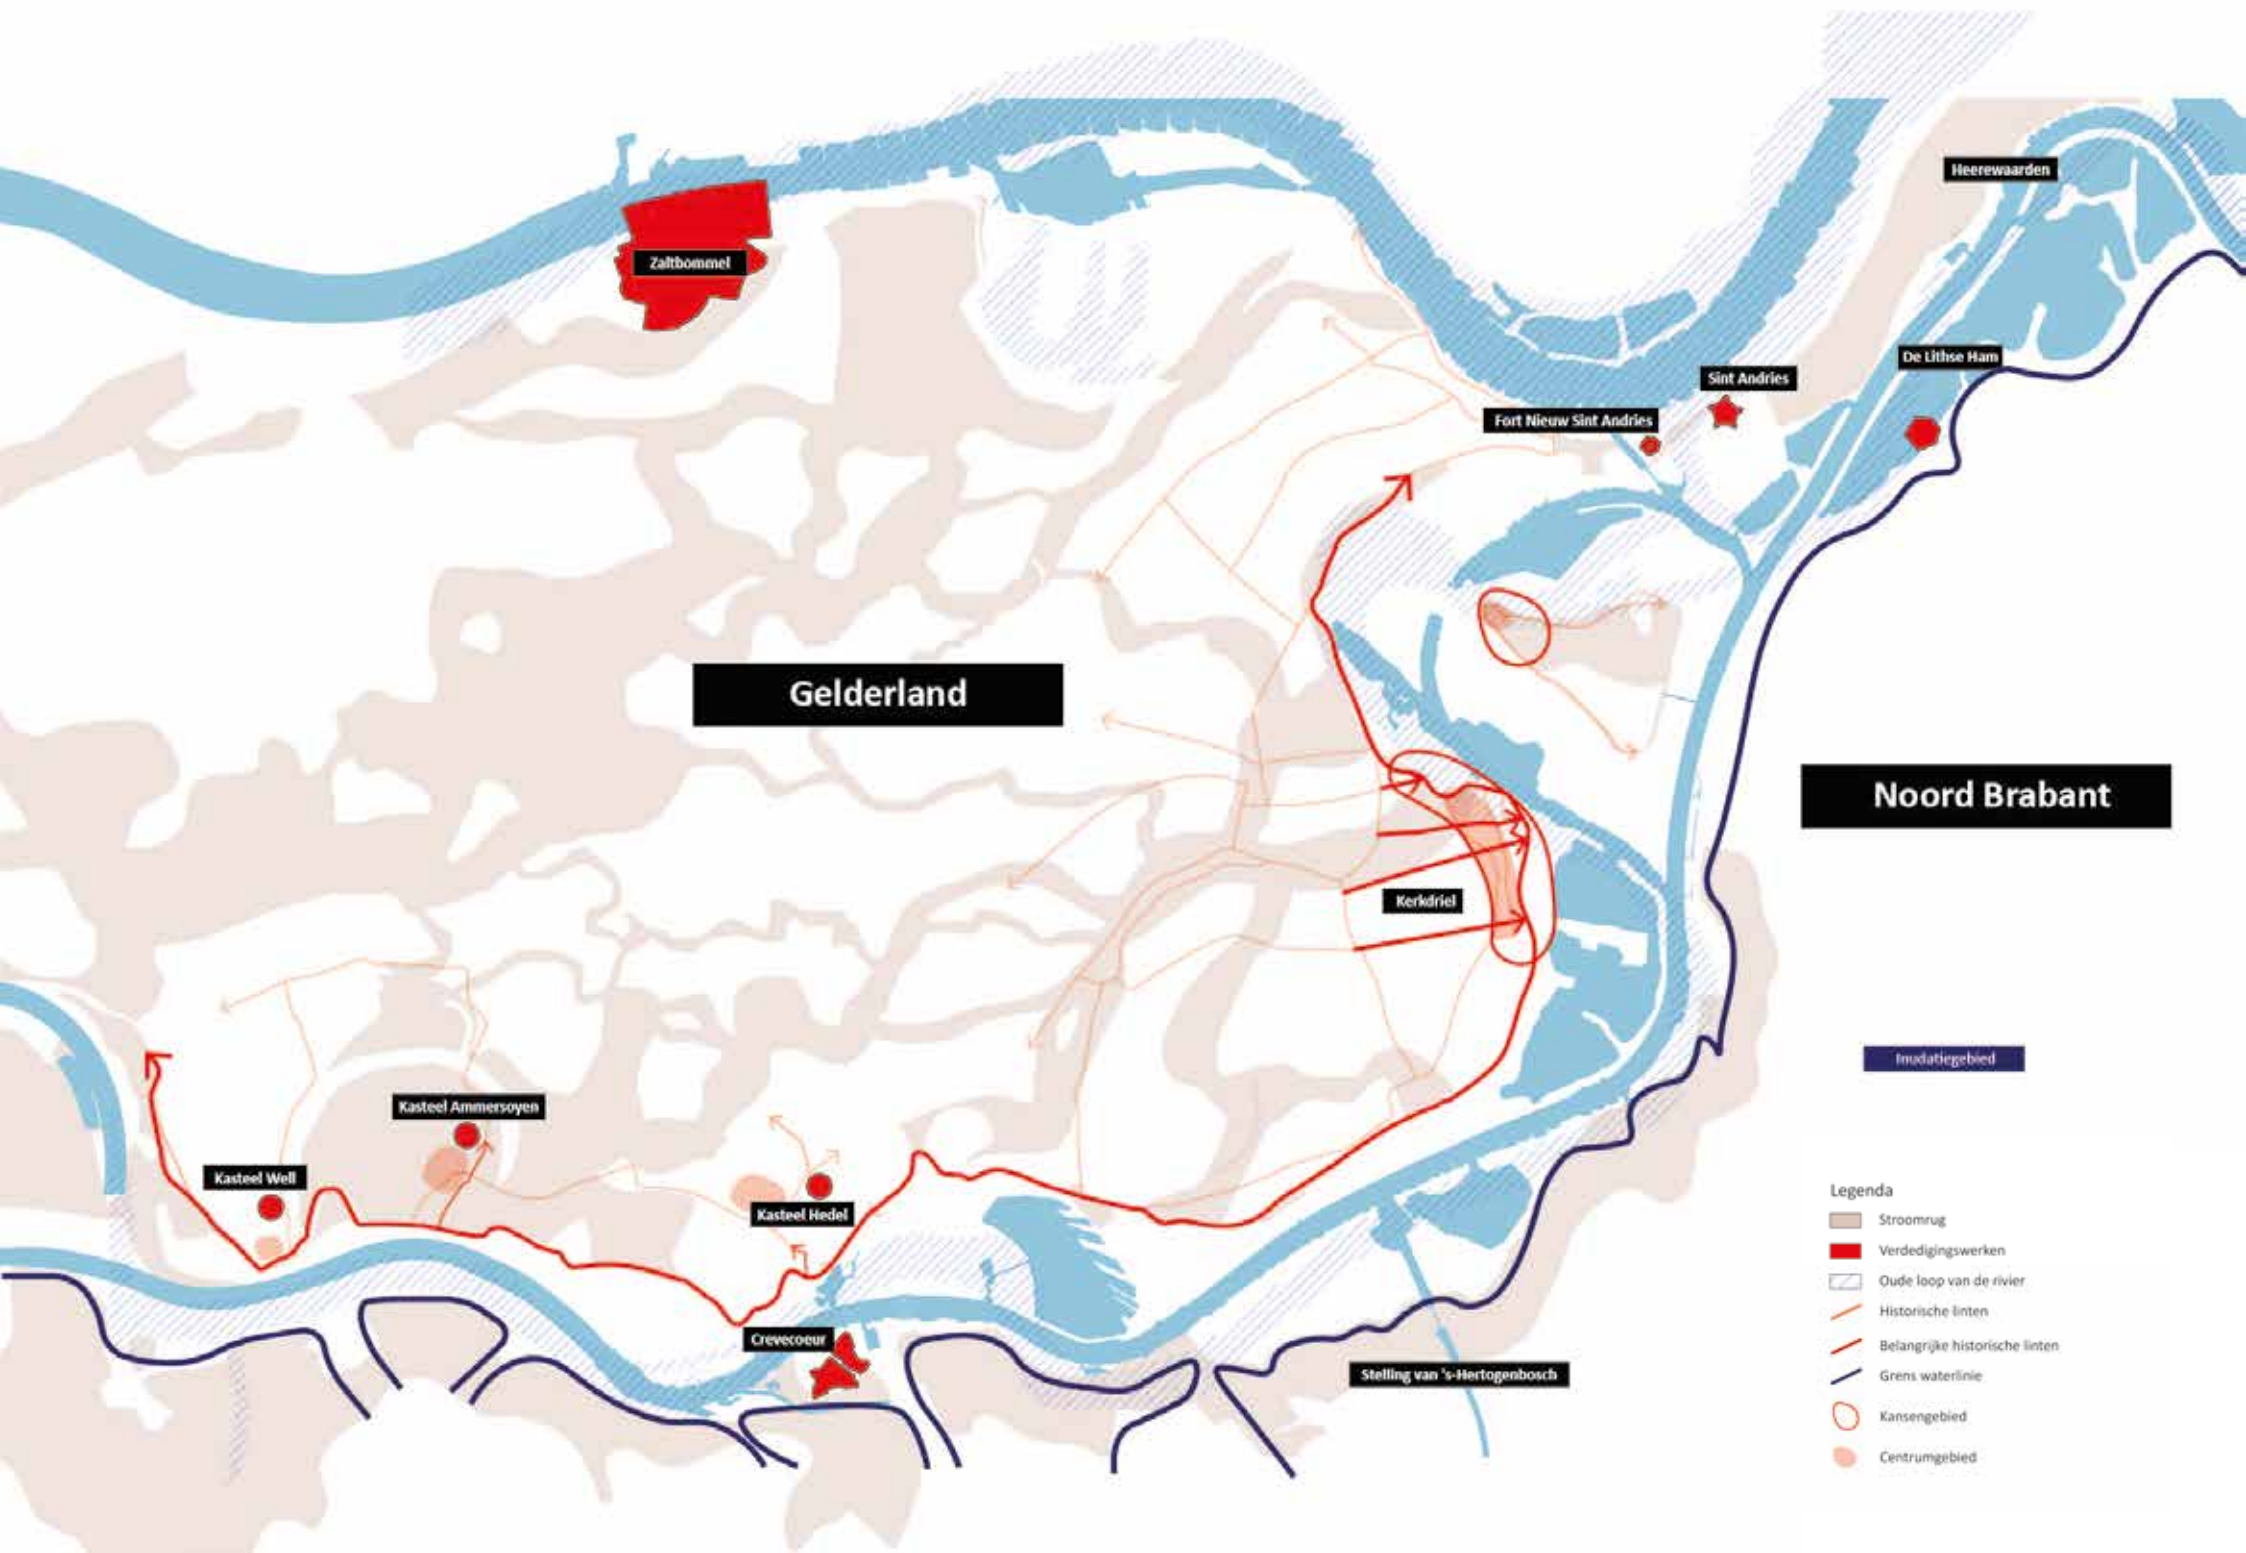 Heerewaarden
Zaltbommel
De Lithse Ham
Sint Andries
Fort Nieuw Sint Andries
Gelderland
Noord Brabant
Kerkdriel
Inudatiegebied
Kasteel Ammersoyen
Kasteel Well
Kasteel Hedel
Crevecoeur
Stelling van 's-Hertogenbosch
Legenda
Stroomrug
Verdedigingswerken
Oude loop van de rivier
Historische linten
Belangrijke historische linten
Grens waterlinie
Kansengebied
Centrumgebied